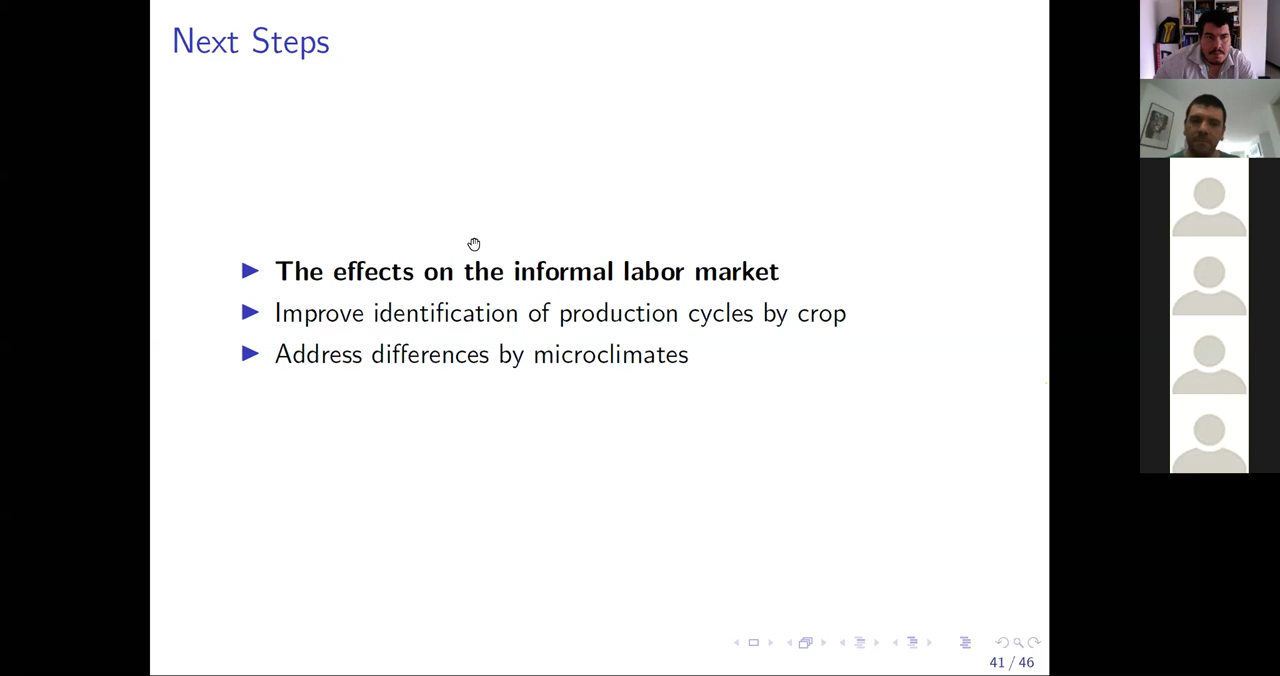 Next Steps
The effects on the informal labor market
Improve identification of production cycles by crop
Address differences by microclimates
41 / 46